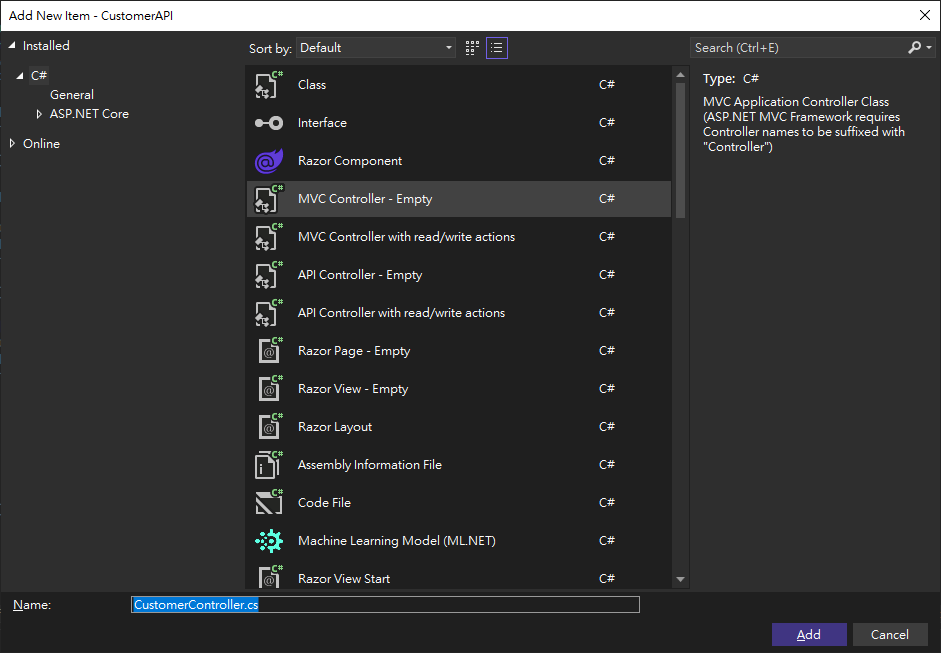 Add New Item - CustomerAPI
Installed
C#
General
ASP.NET Core
Online
Sort by: Default
Search (Ctrl+E)
Class C#
Interface C#
Razor Component C#
MVC Controller - Empty C#
MVC Controller with read/write actions C#
API Controller - Empty C#
API Controller with read/write actions C#
Razor Page - Empty C#
Razor View - Empty C#
Razor Layout C#
Assembly Information File C#
Code File C#
Machine Learning Model (ML.NET) C#
Razor View Start C#
Type: C#
MVC Application Controller Class
(ASP.NET MVC Framework requires
Controller names to be suffixed with
"Controller")
Name: CustomerController.cs
Add Cancel